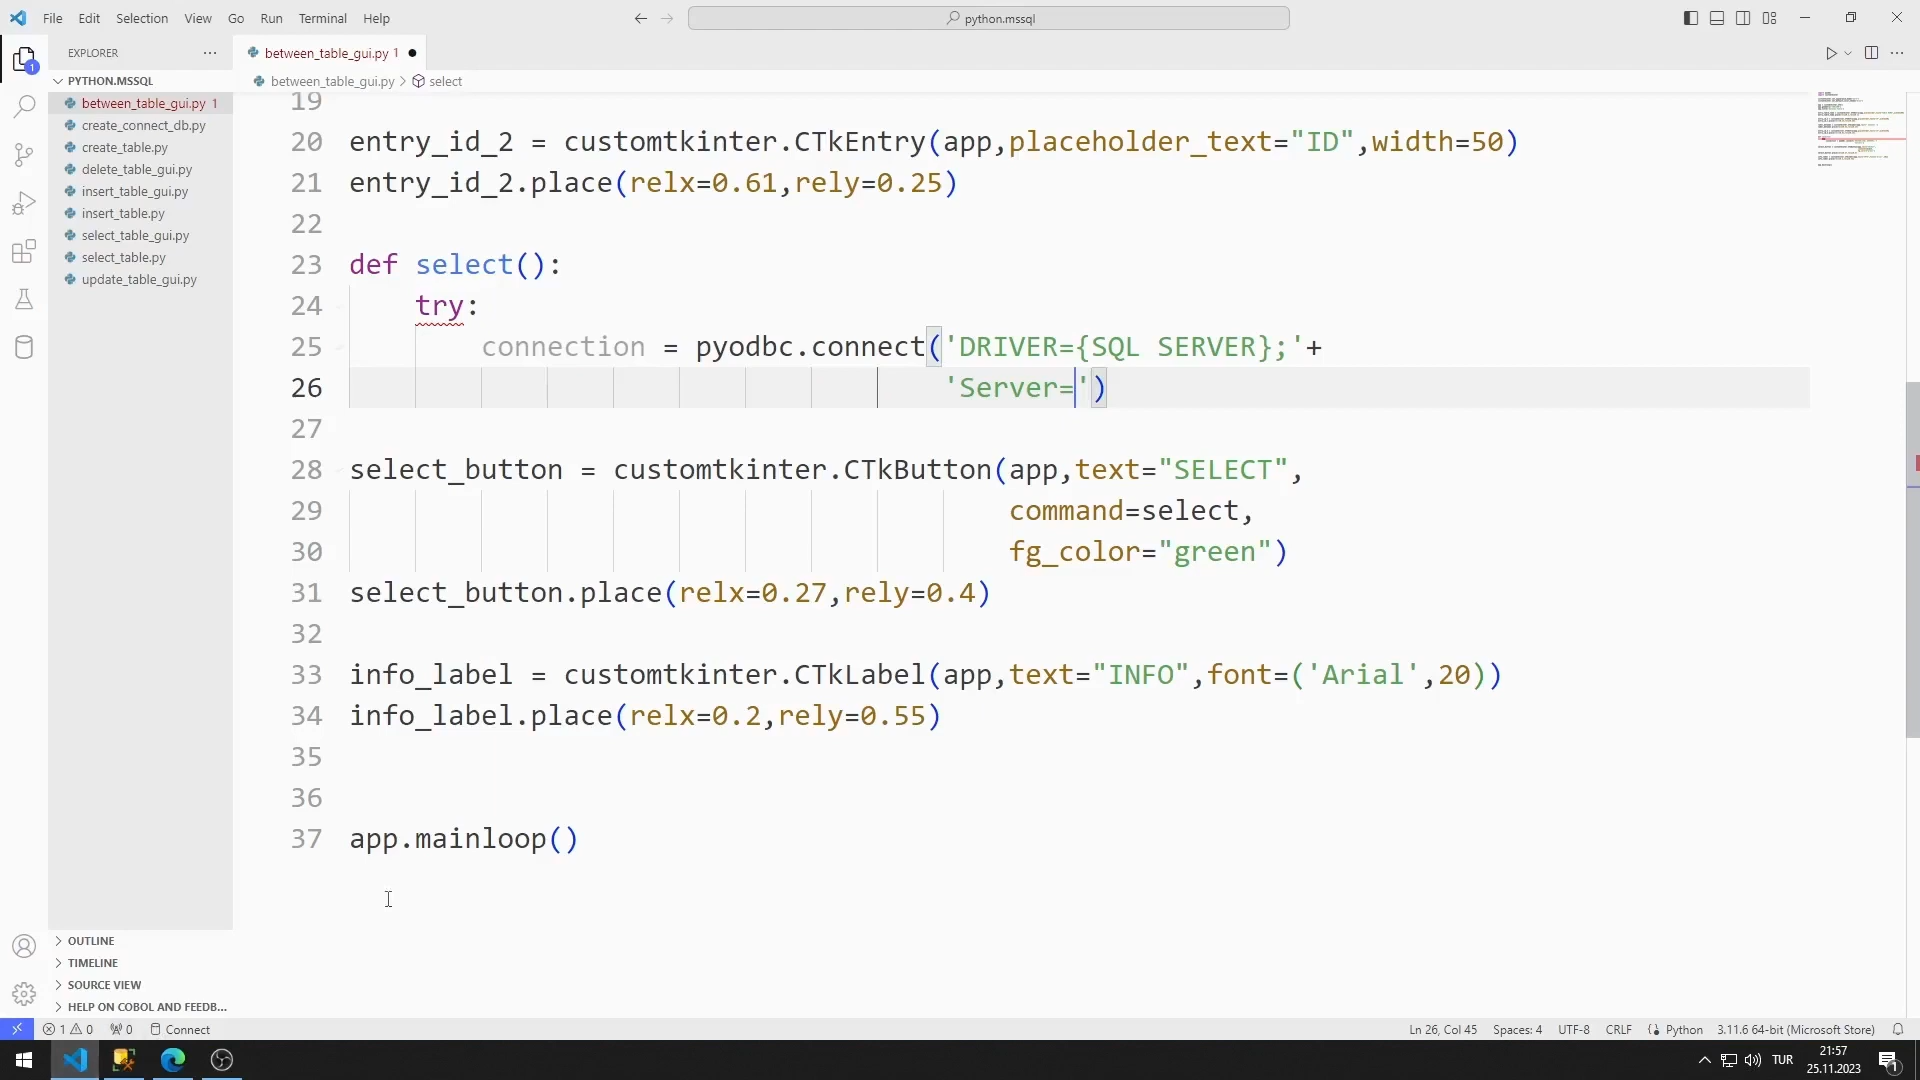 File Edit Selection View Go Run Terminal Help
python.mssql
EXPLORER
between_table_gui.py 1
PYTHON.MSSQL
between_table_gui.py > select
between_table_gui.py 1
create_connect_db.py
create_table.py
delete_table_gui.py
insert_table_gui.py
insert_table.py
select_table_gui.py
select_table.py
update_table_gui.py
19
20 entry_id_2 = customtkinter.CTkEntry(app,placeholder_text="ID",width=50)
21 entry_id_2.place(relx=0.61,rely=0.25)
22
23 def select():
24 try:
25 connection = pyodbc.connect('DRIVER={SQL SERVER};'+
26 'Server=')
27
28 select_button = customtkinter.CTkButton(app,text="SELECT",
29 command=select,
30 fg_color="green")
31 select_button.place(relx=0.27,rely=0.4)
32
33 info_label = customtkinter.CTkLabel(app,text="INFO",font=('Arial',20))
34 info_label.place(relx=0.2,rely=0.55)
35
36
37 app.mainloop()
OUTLINE
TIMELINE
SOURCE VIEW
HELP ON COBOL AND FEEDB...
1 0 0 Connect
Ln 26, Col 45 Spaces: 4 UTF-8 CRLF Python 3.11.6 64-bit (Microsoft Store)
TUR
21:57
25.11.2023
1